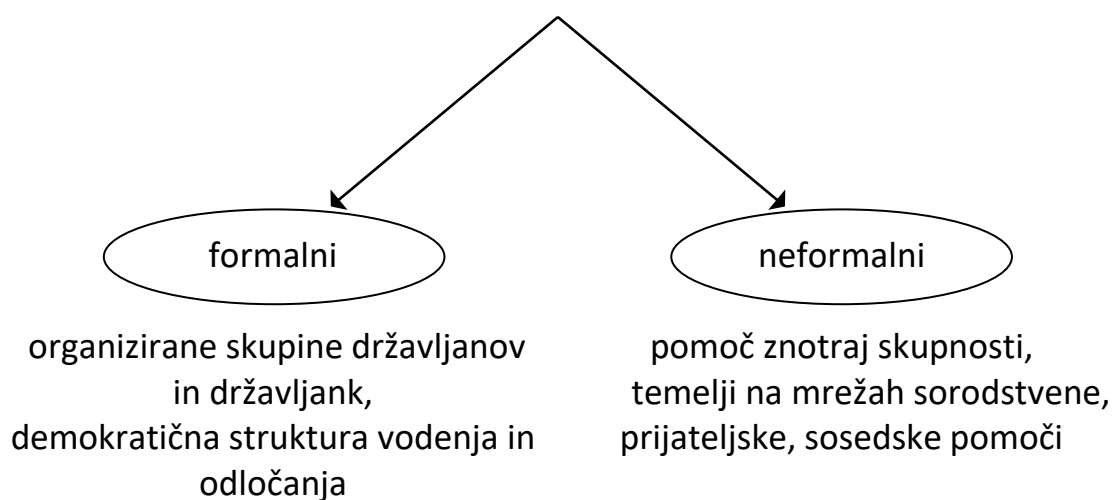 formalni
organizirane skupine državljanov
in državljank,
demokratična struktura vodenja in
odločanja
neformalni
pomoč znotraj skupnosti,
temelji na mrežah sorodstvene,
prijateljske, sosedske pomoči